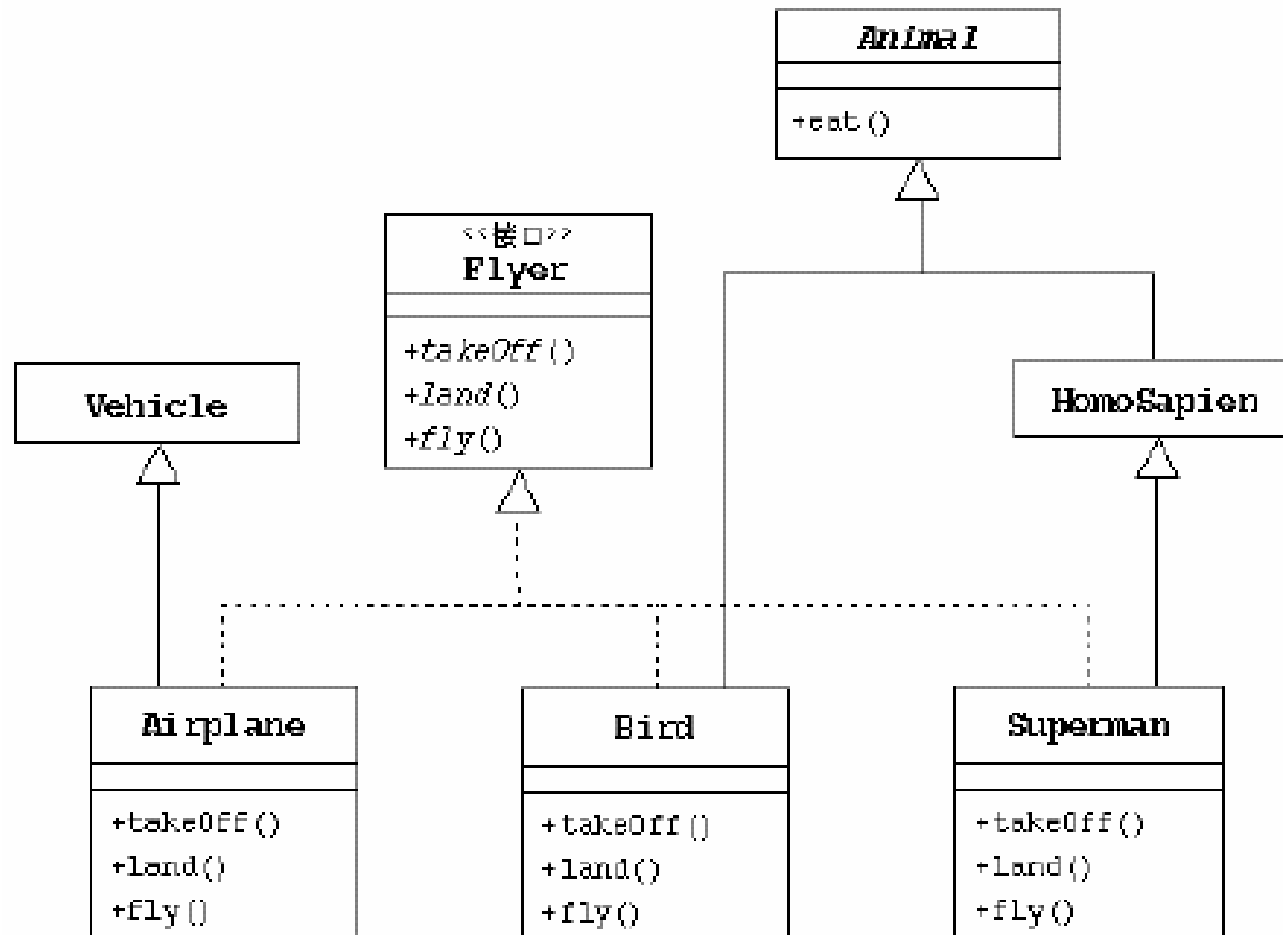 Animal
+eat()
<<接口>>
Flyer
+takeOff()
+land()
+fly()
Vehicle
HomoSapien
Airplane
+takeOff()
+land()
+fly()
Bird
+takeOff()
+land()
+fly()
Superman
+takeOff()
+land()
+fly()